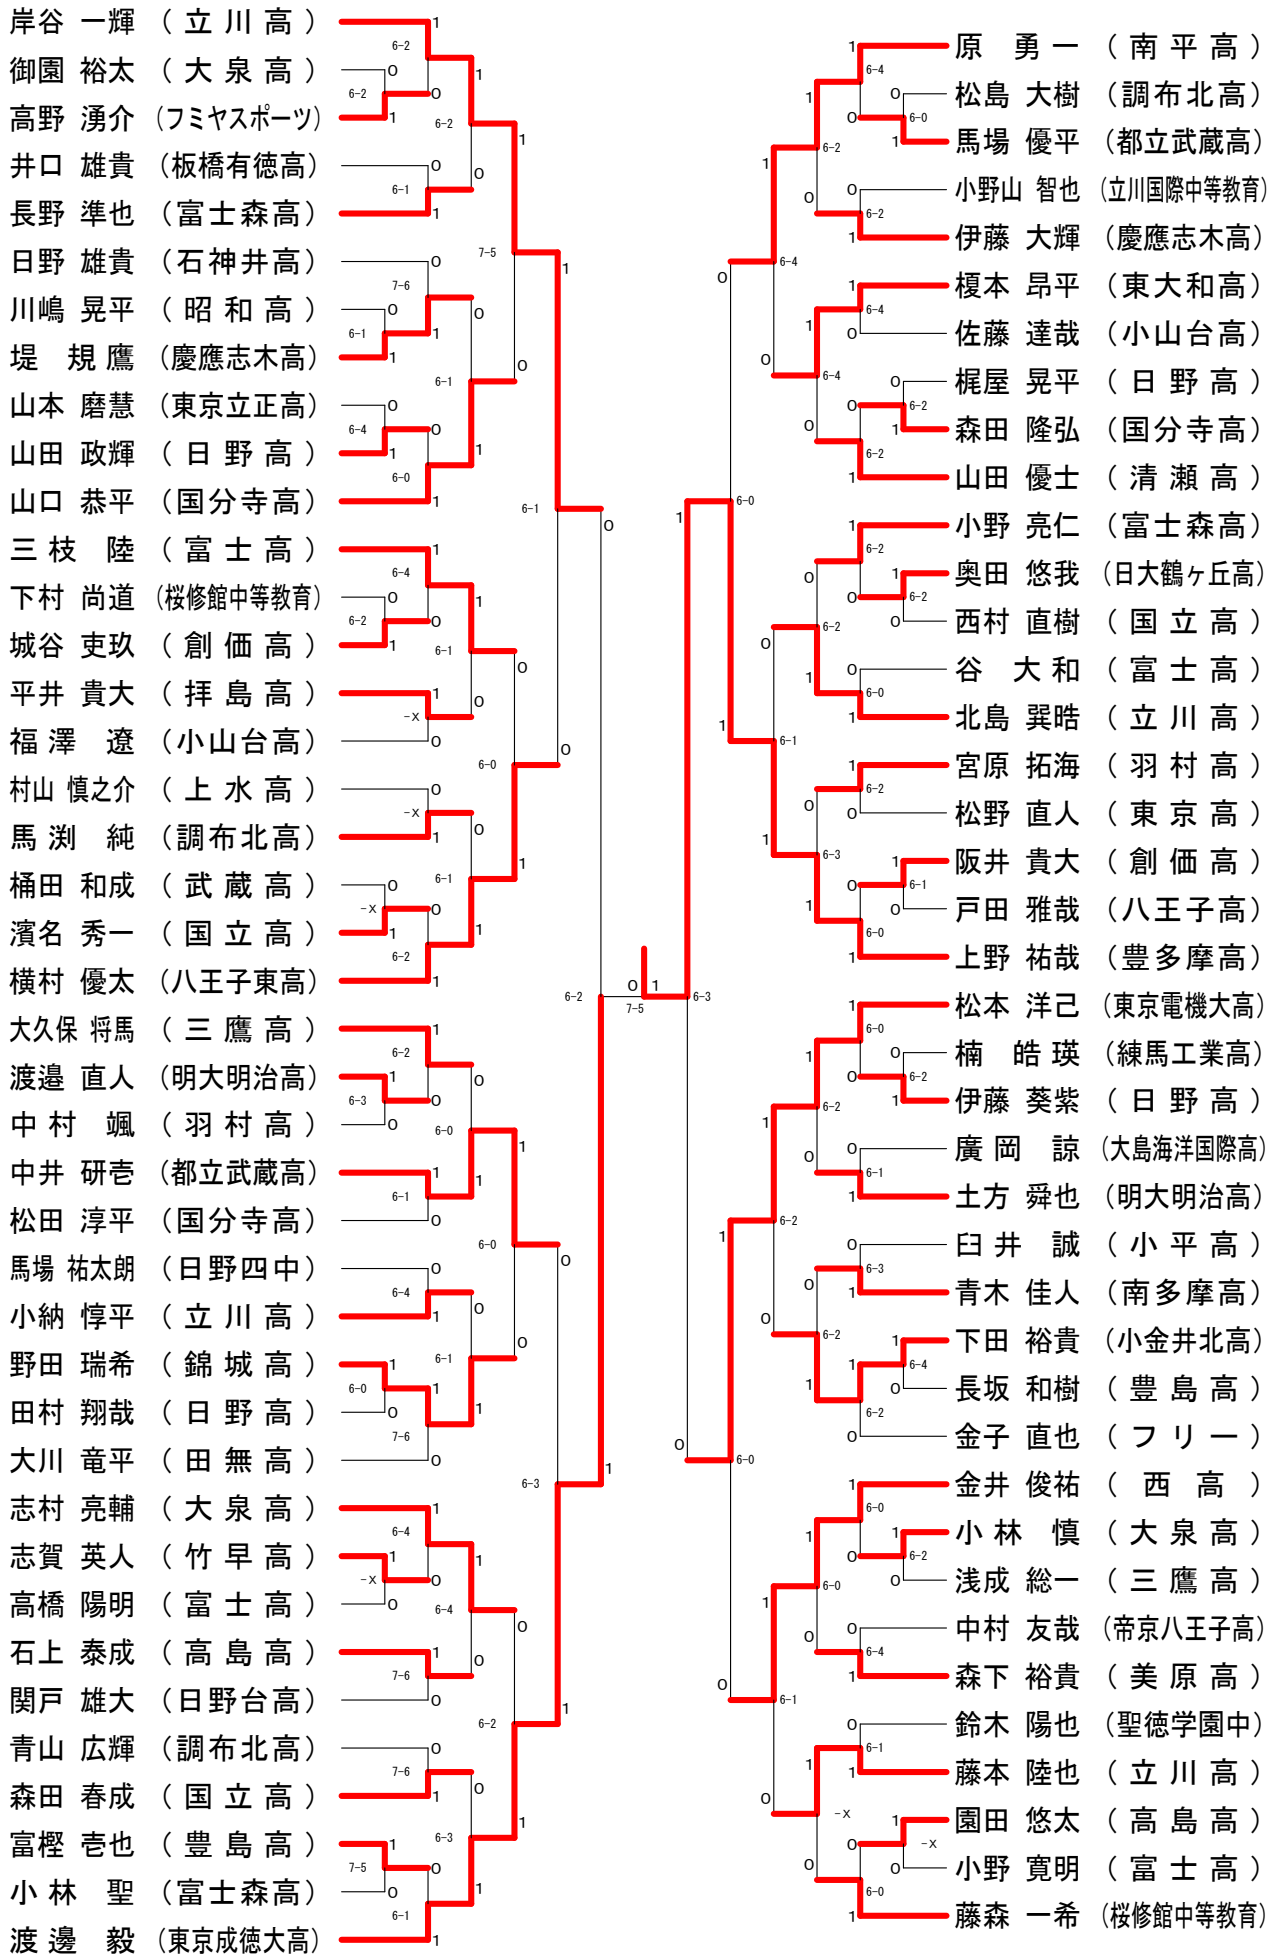 岸谷 一輝 （ 立 川 高 ）
御園 裕太 （ 大 泉 高 ）
高野 湧介 （フミヤスポーツ）
井口 雄貴 （板橋有徳高）
長野 準也 （富士森高）
日野 雄貴 （石神井高）
川嶋 晃平 （ 昭 和 高 ）
堤 規鷹 （慶應志木高）
山本 磨慧 （東京立正高）
山田 政輝 （ 日 野 高 ）
山口 恭平 （国分寺高）
三枝 陸 （ 富 士 高 ）
下村 尚道 （桜修館中等教育）
城谷 吏玖 （ 創 価 高 ）
平井 貴大 （ 拝 島 高 ）
福澤 遼 （小山台高）
村山 慎之介 （ 上 水 高 ）
馬渕 純 （調布北高）
桶田 和成 （ 武 蔵 高 ）
濱名 秀一 （ 国 立 高 ）
横村 優太 （八王子東高）
大久保 将馬 （ 三 鷹 高 ）
渡邉 直人 （明大明治高）
中村 颯 （ 羽 村 高 ）
中井 研壱 （都立武蔵高）
松田 淳平 （国分寺高）
馬場 祐太朗 （日野四中）
小納 惇平 （ 立 川 高 ）
野田 瑞希 （ 錦 城 高 ）
田村 翔哉 （ 日 野 高 ）
大川 竜平 （ 田 無 高 ）
志村 亮輔 （ 大 泉 高 ）
志賀 英人 （ 竹 早 高 ）
高橋 陽明 （ 富 士 高 ）
石上 泰成 （ 高 島 高 ）
関戸 雄大 （日野台高）
青山 広輝 （調布北高）
森田 春成 （ 国 立 高 ）
富樫 壱也 （ 豊 島 高 ）
小林 聖 （富士森高）
渡邊 毅 （東京成徳大高）
原 勇一 （ 南 平 高 ）
松島 大樹 （調布北高）
馬場 優平 （都立武蔵高）
小野山 智也 （立川国際中等教育）
伊藤 大輝 （慶應志木高）
榎本 昂平 （東大和高）
佐藤 達哉 （小山台高）
梶屋 晃平 （ 日 野 高 ）
森田 隆弘 （国分寺高）
山田 優士 （ 清 瀬 高 ）
小野 亮仁 （富士森高）
奥田 悠我 （日大鶴ヶ丘高）
西村 直樹 （ 国 立 高 ）
谷 大和 （ 富 士 高 ）
北島 巽晧 （ 立 川 高 ）
宮原 拓海 （ 羽 村 高 ）
松野 直人 （ 東 京 高 ）
阪井 貴大 （ 創 価 高 ）
戸田 雅哉 （八王子高）
上野 祐哉 （豊多摩高）
松本 洋己 （東京電機大高）
楠 皓瑛 （練馬工業高）
伊藤 葵紫 （ 日 野 高 ）
廣岡 諒 （大島海洋国際高）
土方 舜也 （明大明治高）
臼井 誠 （ 小 平 高 ）
青木 佳人 （南多摩高）
下田 裕貴 （小金井北高）
長坂 和樹 （ 豊 島 高 ）
金子 直也 （ フ リ ー ）
金井 俊祐 （ 西 高 ）
小林 慎 （ 大 泉 高 ）
浅成 総一 （ 三 鷹 高 ）
中村 友哉 （帝京八王子高）
森下 裕貴 （ 美 原 高 ）
鈴木 陽也 （聖徳学園中）
藤本 陸也 （ 立 川 高 ）
園田 悠太 （ 高 島 高 ）
小野 寛明 （ 富 士 高 ）
藤森 一希 （桜修館中等教育）